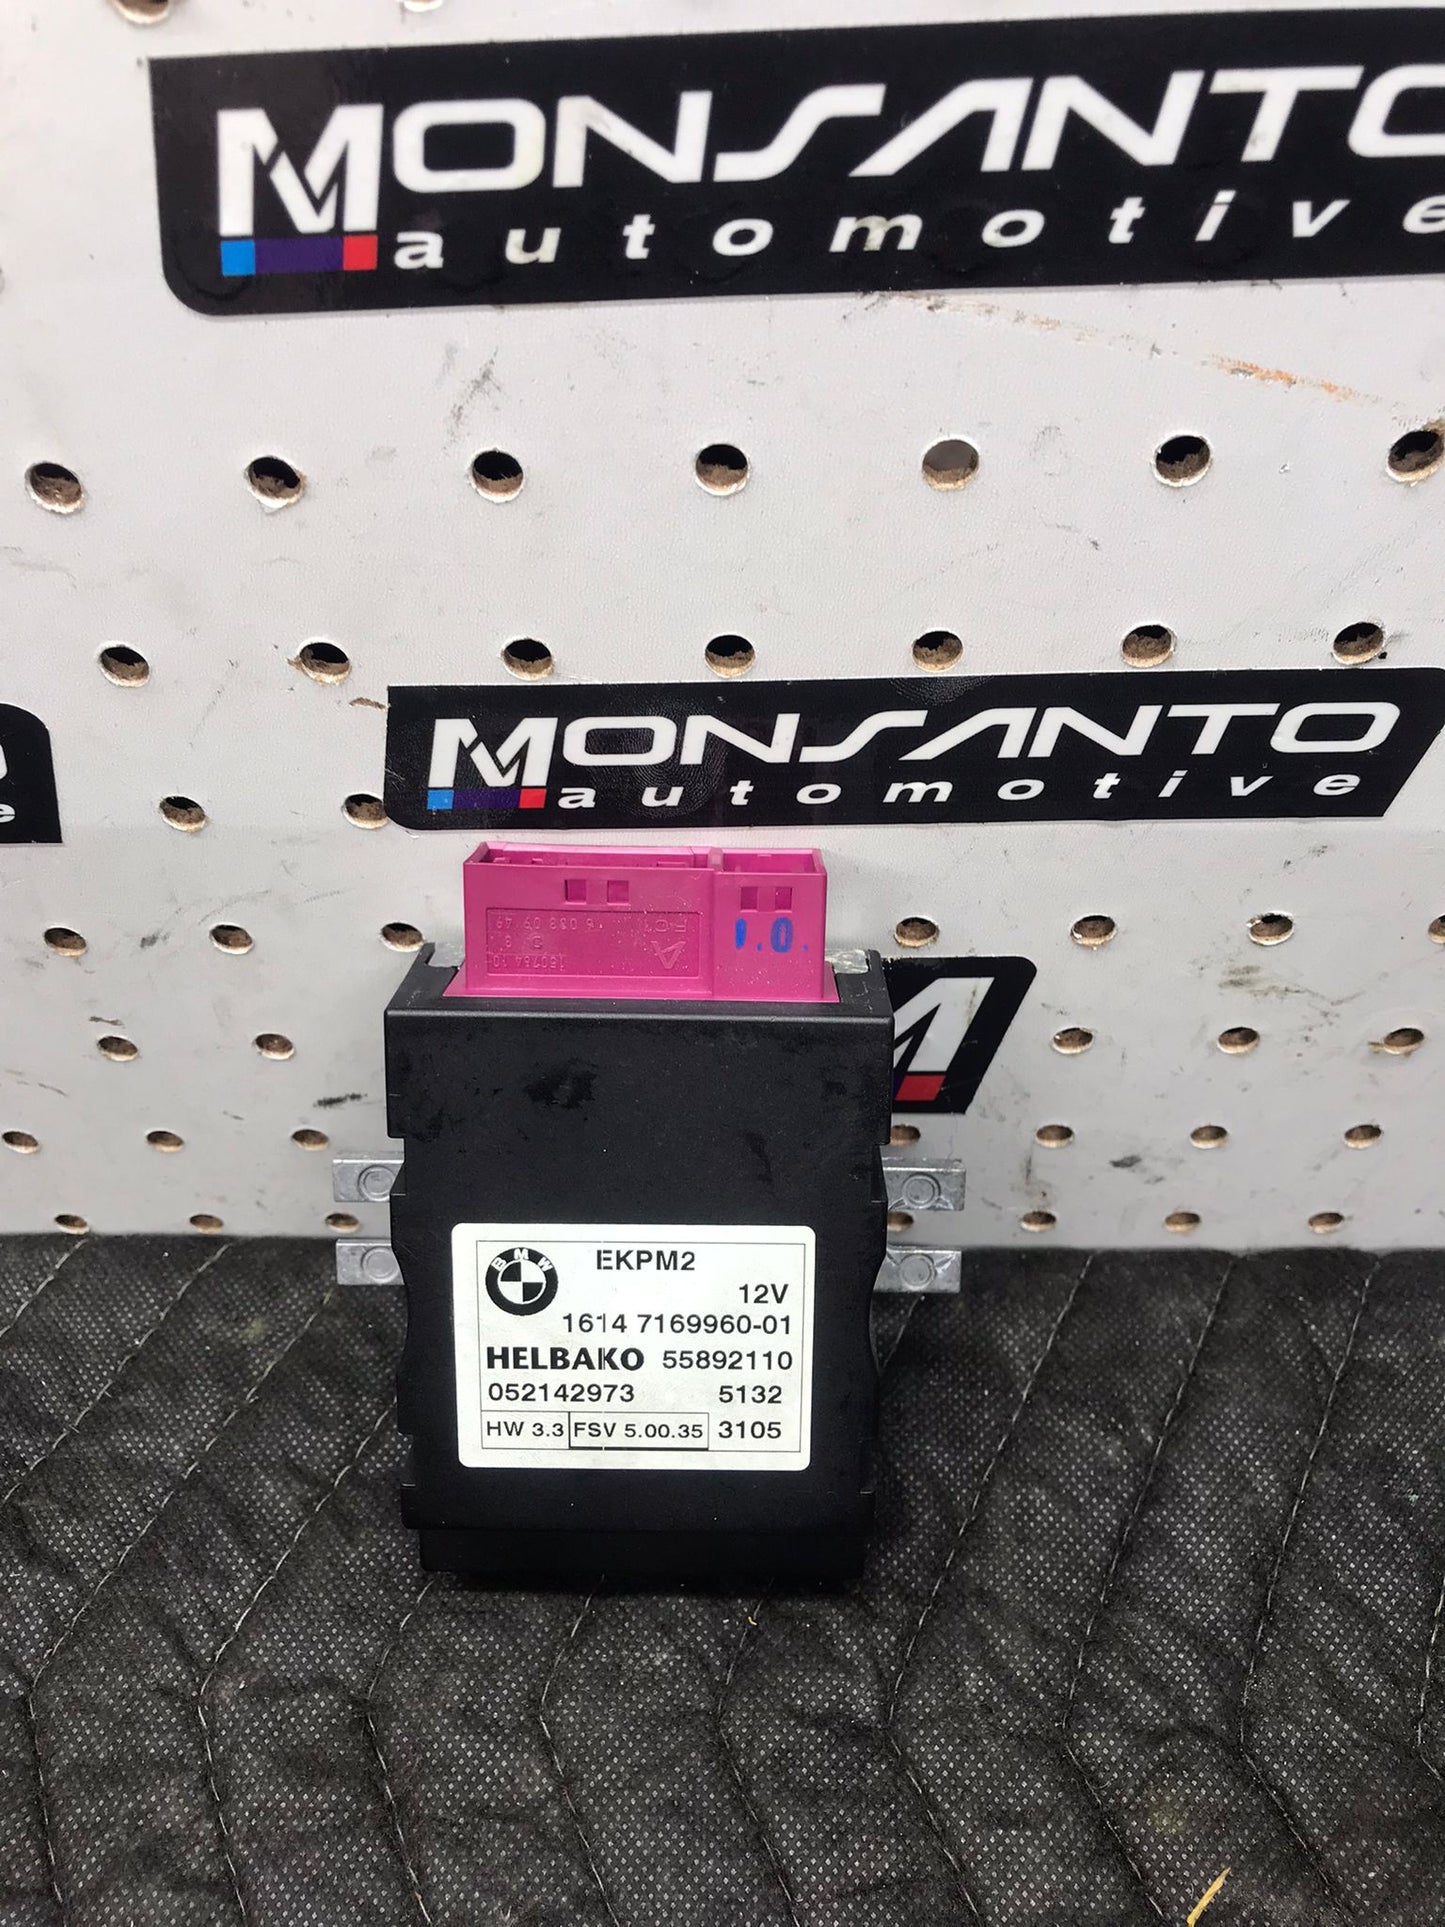 MONSANTO
automotive
MONSANTO
automotive
e
I.O.
BMW
EKPM2
12V
1614 7169960-01
HELBAKO 55892110
052142973 5132
HW 3.3 FSV 5.00.35 3105